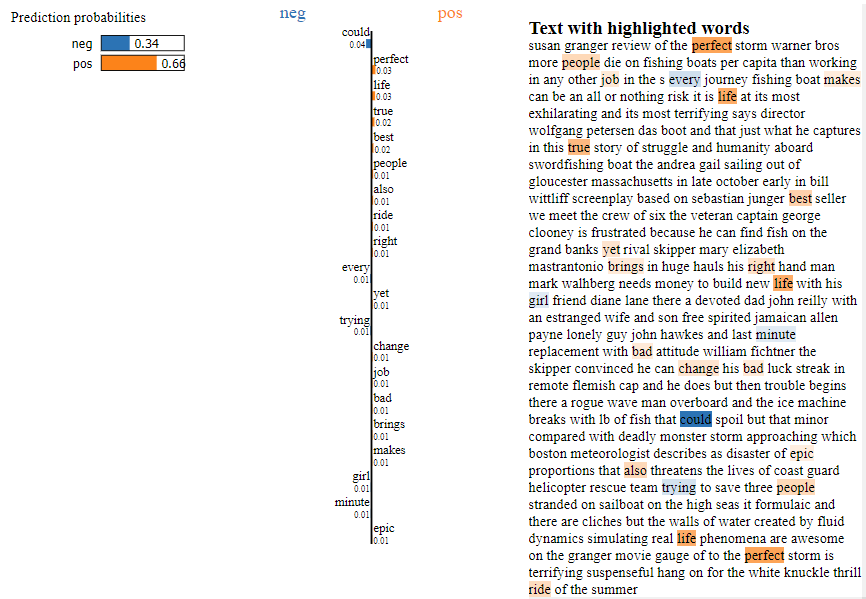 Prediction probabilities
neg 0.34
pos 0.66
neg pos
could
0.04
perfect
0.03
life
0.03
true
0.02
best
0.02
people
0.01
also
0.01
ride
0.01
right
0.01
every
0.01
yet
0.01
trying
0.01
change
0.01
job
0.01
bad
0.01
brings
0.01
makes
0.01
girl
0.01
minute
0.01
epic
0.01
Text with highlighted words
susan granger review of the perfect storm warner bros
more people die on fishing boats per capita than working
in any other job in the s every journey fishing boat makes
can be an all or nothing risk it is life at its most
exhilarating and its most terrifying says director
wolfgang petersen das boot and that just what he captures
in this true story of struggle and humanity aboard
swordfishing boat the andrea gail sailing out of
gloucester massachusetts in late october early in bill
wittliff screenplay based on sebastian junger best seller
we meet the crew of six the veteran captain george
clooney is frustrated because he can find fish on the
grand banks yet rival skipper mary elizabeth
mastrantonio brings in huge hauls his right hand man
mark walhberg needs money to build new life with his
girl friend diane lane there a devoted dad john reilly with
an estranged wife and son free spirited jamaican allen
payne lonely guy john hawkes and last minute
replacement with bad attitude william fichtner the
skipper convinced he can change his bad luck streak in
remote flemish cap and he does but then trouble begins
there a rogue wave man overboard and the ice machine
breaks with lb of fish that could spoil but that minor
compared with deadly monster storm approaching which
boston meteorologist describes as disaster of epic
proportions that also threatens the lives of coast guard
helicopter rescue team trying to save three people
stranded on sailboat on the high seas it formulaic and
there are cliches but the walls of water created by fluid
dynamics simulating real life phenomena are awesome
on the granger movie gauge of to the perfect storm is
terrifying suspenseful hang on for the white knuckle thrill
ride of the summer